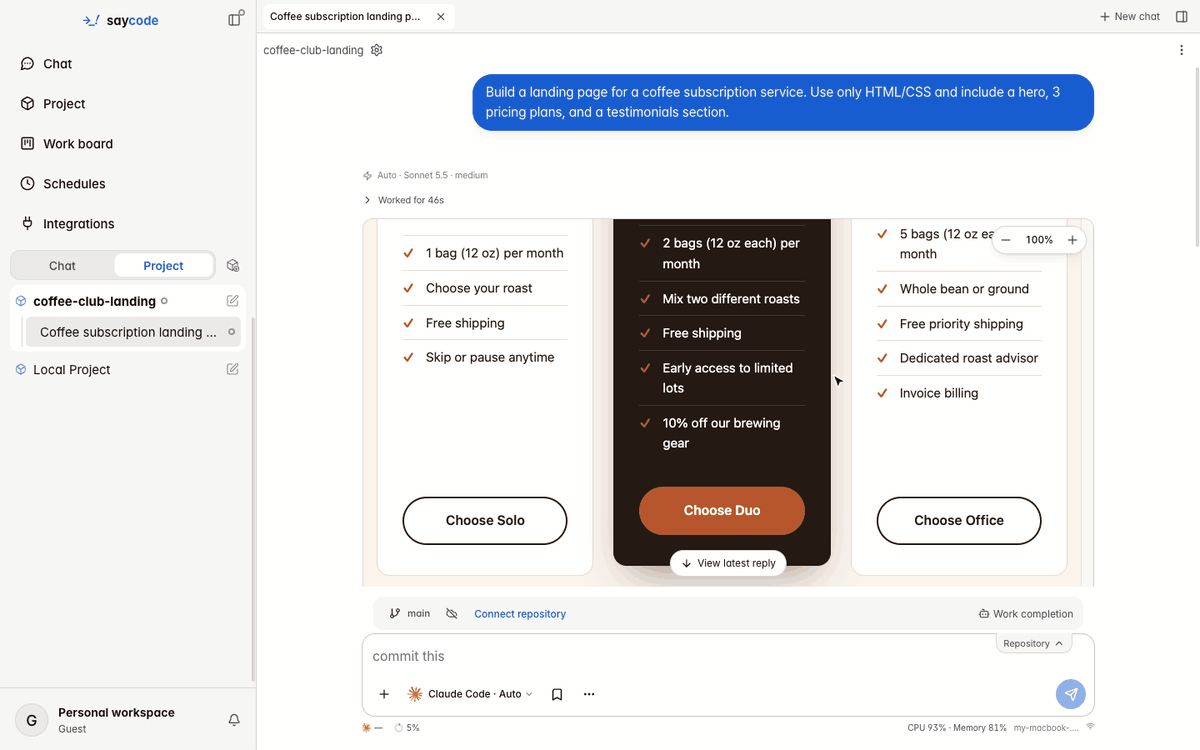 saycode
Coffee subscription landing p...
New chat
Chat
Project
Work board
Schedules
Integrations
Chat
Project
coffee-club-landing
Coffee subscription landing ...
Local Project
Personal workspace
G
Guest
coffee-club-landing
Build a landing page for a coffee subscription service. Use only HTML/CSS and include a hero, 3
pricing plans, and a testimonials section.
Auto · Sonnet 5.5 · medium
Worked for 46s
100%
1 bag (12 oz) per month
Choose your roast
Free shipping
Skip or pause anytime
Choose Solo
2 bags (12 oz each) per
month
Mix two different roasts
Free shipping
Early access to limited
lots
10% off our brewing
gear
Choose Duo
5 bags (12 oz ea
month
Whole bean or ground
Free priority shipping
Dedicated roast advisor
Invoice billing
Choose Office
View latest reply
main
Connect repository
Work completion
Repository
commit this
Claude Code · Auto
5%
CPU 93% · Memory 81%
my-macbook-....